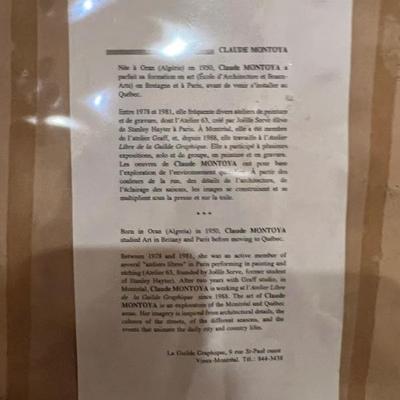 CLAUDE MONTOYA
Née à Oran (Algérie) en 1950, Claude MONTOYA a
parfait sa formation en art (École d'Architecture et Beaux-
Arts) en Bretagne et à Paris, avant de venir s'installer au
Québec.
Entre 1978 et 1981, elle fréquente divers ateliers de peinture
et de gravure, dont l'Atelier 63, créé par Joëlle Serve élève
de Stanley Hayter à Paris. À Montréal, elle a été membre
de l'atelier Graff, et, depuis 1988, elle travaille à l'Atelier
Libre de la Guilde Graphique. Elle a participé à plusieurs
expositions, solo et de groupe, en peinture et en gravure.
Les oeuvres de Claude MONTOYA ont pour base
l'exploration de l'environnement À partir des
couleurs de la rue, des détails de l'architecture, de
l'éclairage des saisons, les images se construisent et se
multiplient sous la presse et sur la toile.
* * *
Born in Oran (Algeria) in 1950, Claude MONTOYA
studied Art in Britany and Paris before moving to Québec.
Between 1978 and 1981, she was an active member of
several "ateliers libres" in Paris performing in painting and
etching (Atelier 63, founded by Joëlle Serve, former student
of Stanley Hayter). After two years with Graff studio, in
Montréal, Claude MONTOYA is working at l'Atelier Libre
de la Guilde Graphique since 1988. The art of Claude
MONTOYA is an exploration of the Montréal and Québec
areas. Her imagery is inspired from architectural details, the
colours of the streets, of the different seasons, and the
events that animate the daily city and country life.
La Guilde Graphique, 9 rue St-Paul ouest
Vieux-Montréal. Tél.: 844-3438